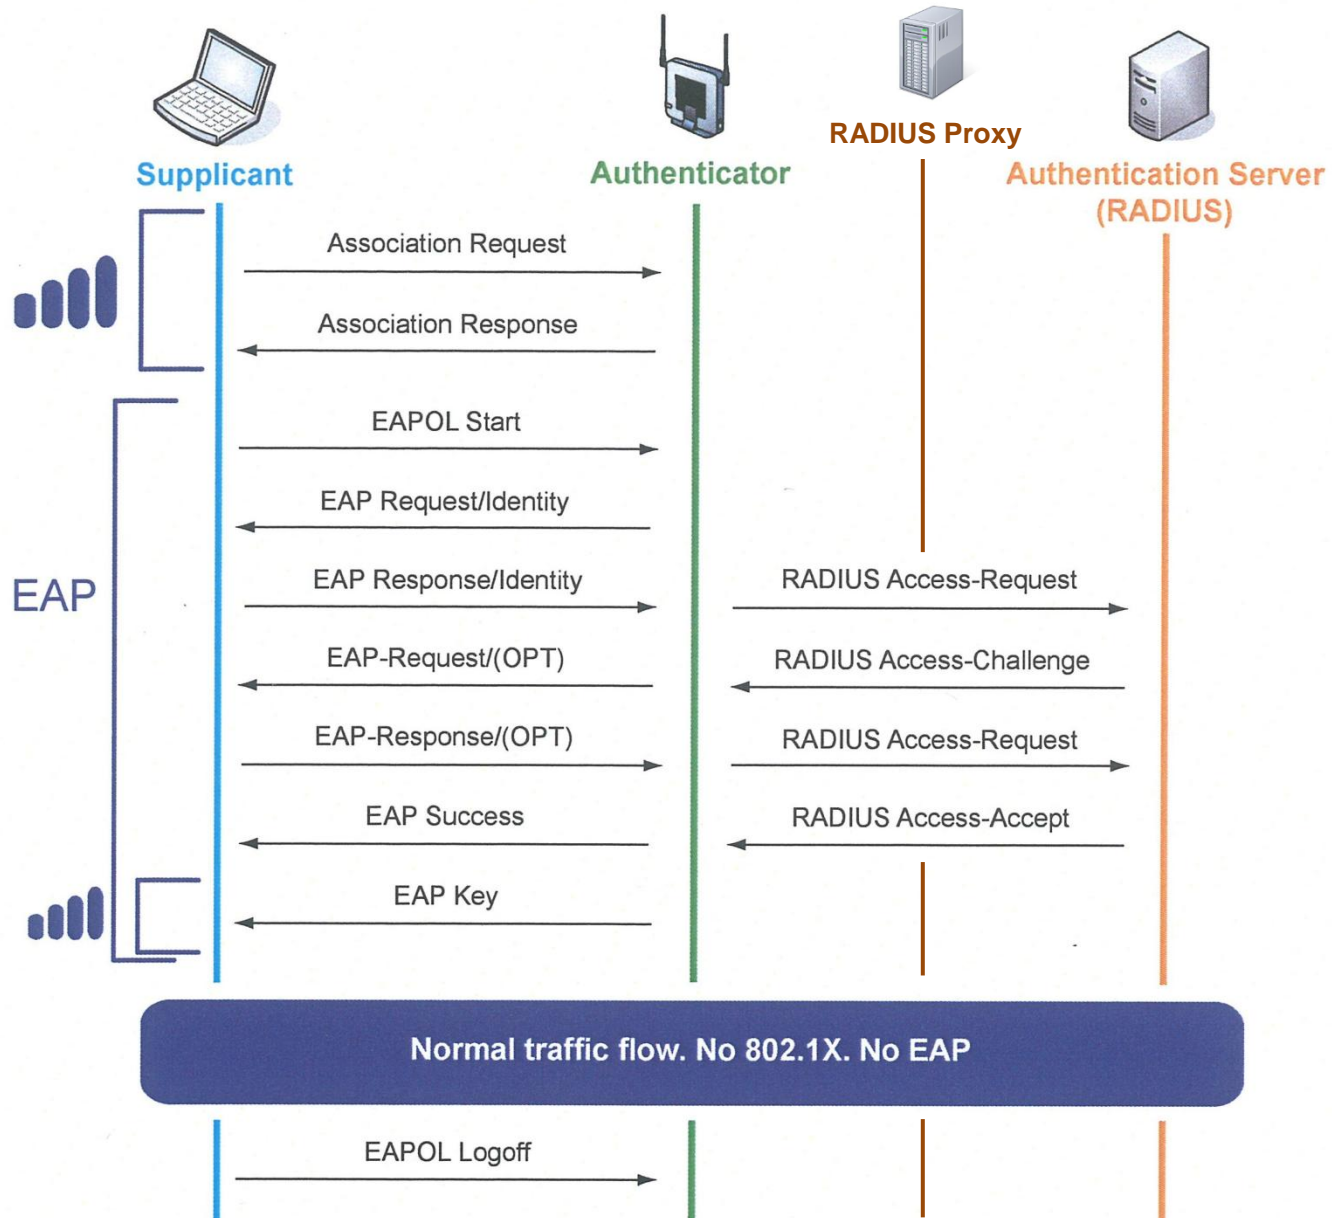 RADIUS Proxy
Supplicant
Authenticator
Authentication Server
(RADIUS)
Association Request
Association Response
EAPOL Start
EAP Request/Identity
EAP
EAP Response/Identity
RADIUS Access-Request
EAP-Request/(OPT)
RADIUS Access-Challenge
EAP-Response/(OPT)
RADIUS Access-Request
EAP Success
RADIUS Access-Accept
EAP Key
Normal traffic flow. No 802.1X. No EAP
EAPOL Logoff